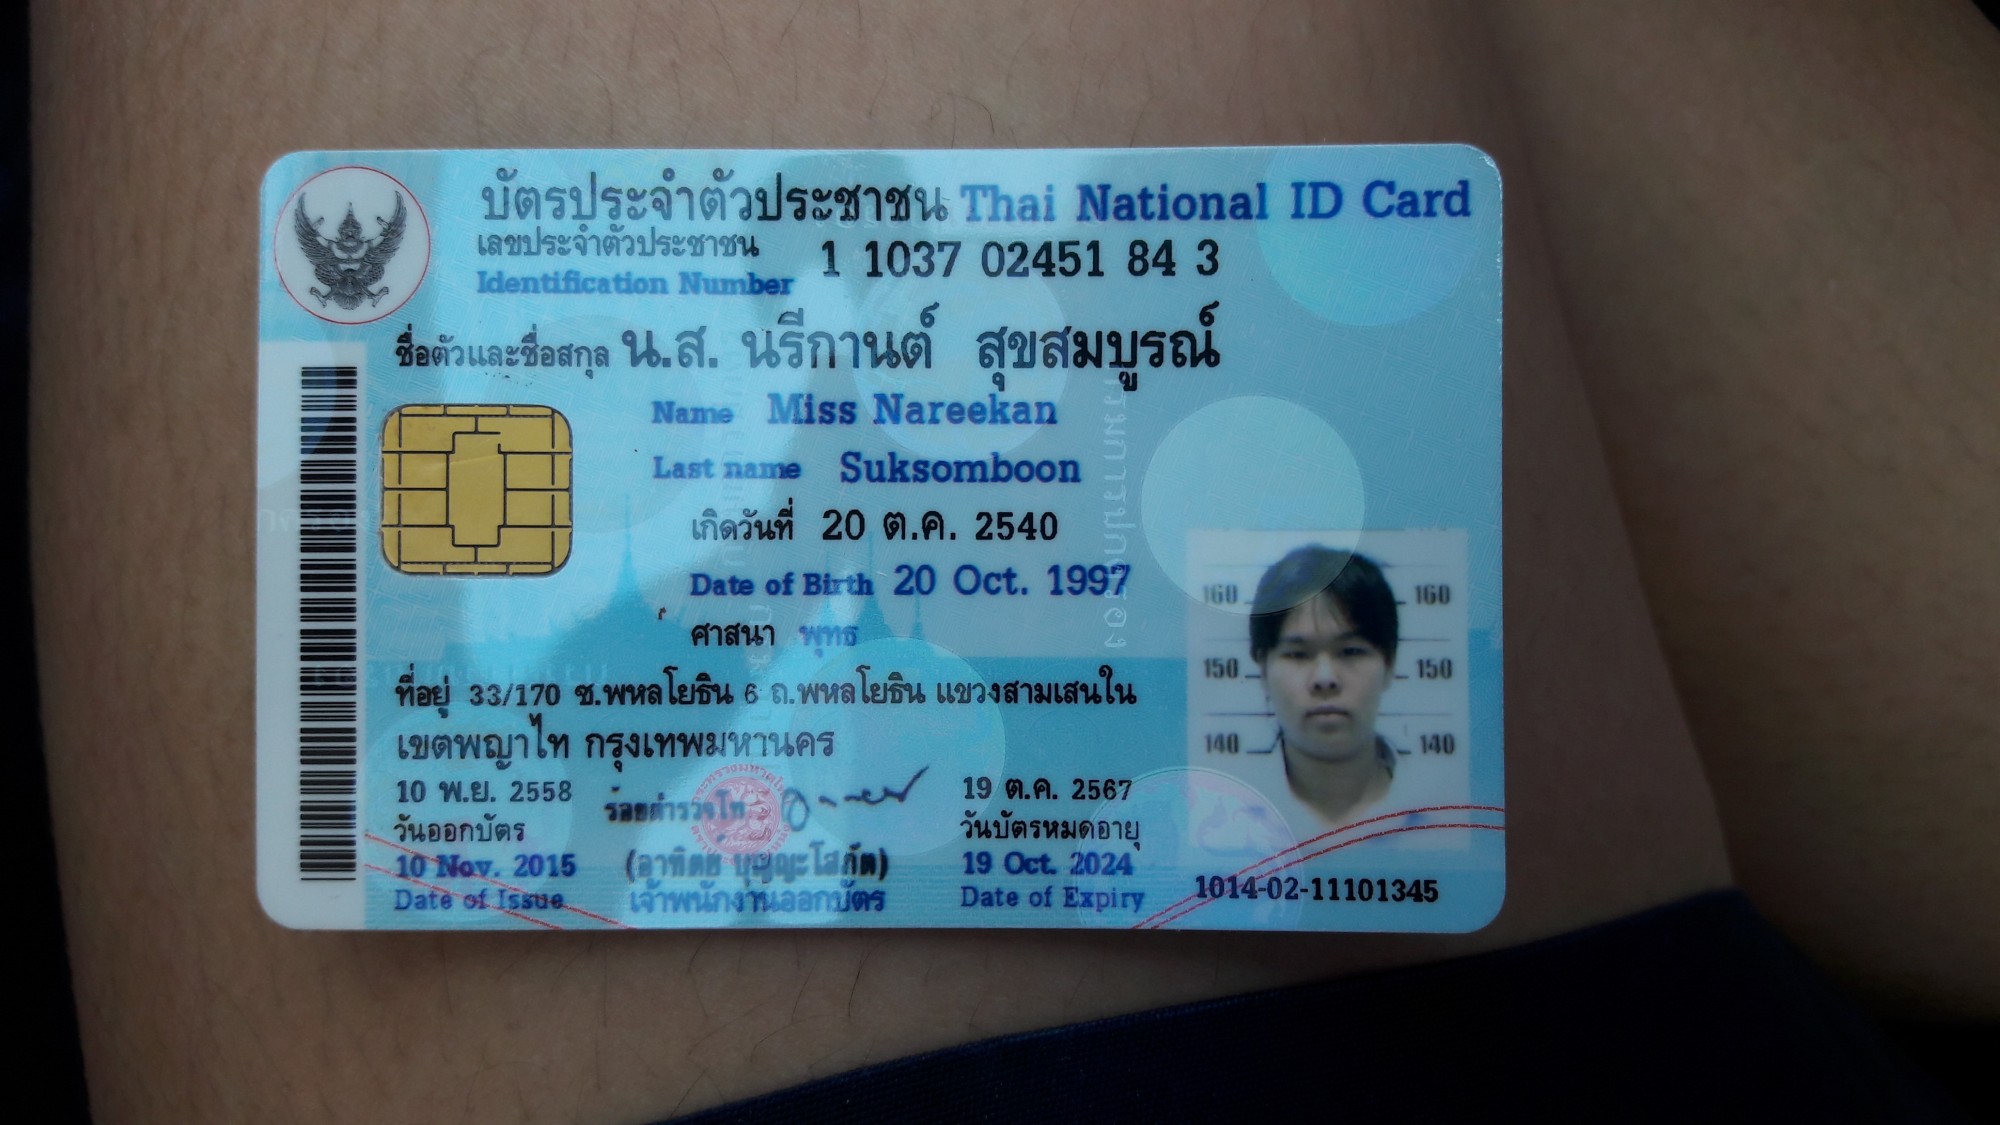 บัตรประจำตัวประชาชน Thai National ID Card
เลขประจำตัวประชาชน 1 1037 02451 84 3
Identification Number
ชื่อตัวและชื่อสกุล น.ส. นรีกานต์ สุขสมบูรณ์
Name Miss Nareekan
Last name Suksomboon
เกิดวันที่ 20 ต.ค. 2540
Date of Birth 20 Oct. 1997
ศาสนา พุทธ
ที่อยู่ 33/170 ซ.พหลโยธิน 6 ถ.พหลโยธิน แขวงสามเสนใน
เขตพญาไท กรุงเทพมหานคร
10 พ.ย. 2558
วันออกบัตร
10 Nov. 2015
Date of Issue
ร้อยตำรวจโท
(อาทิตย์ บุญญะโสภัต)
เจ้าพนักงานออกบัตร
19 ต.ค. 2567
วันบัตรหมดอายุ
19 Oct. 2024
Date of Expiry
160 160
150 150
140 140
1014-02-11101345